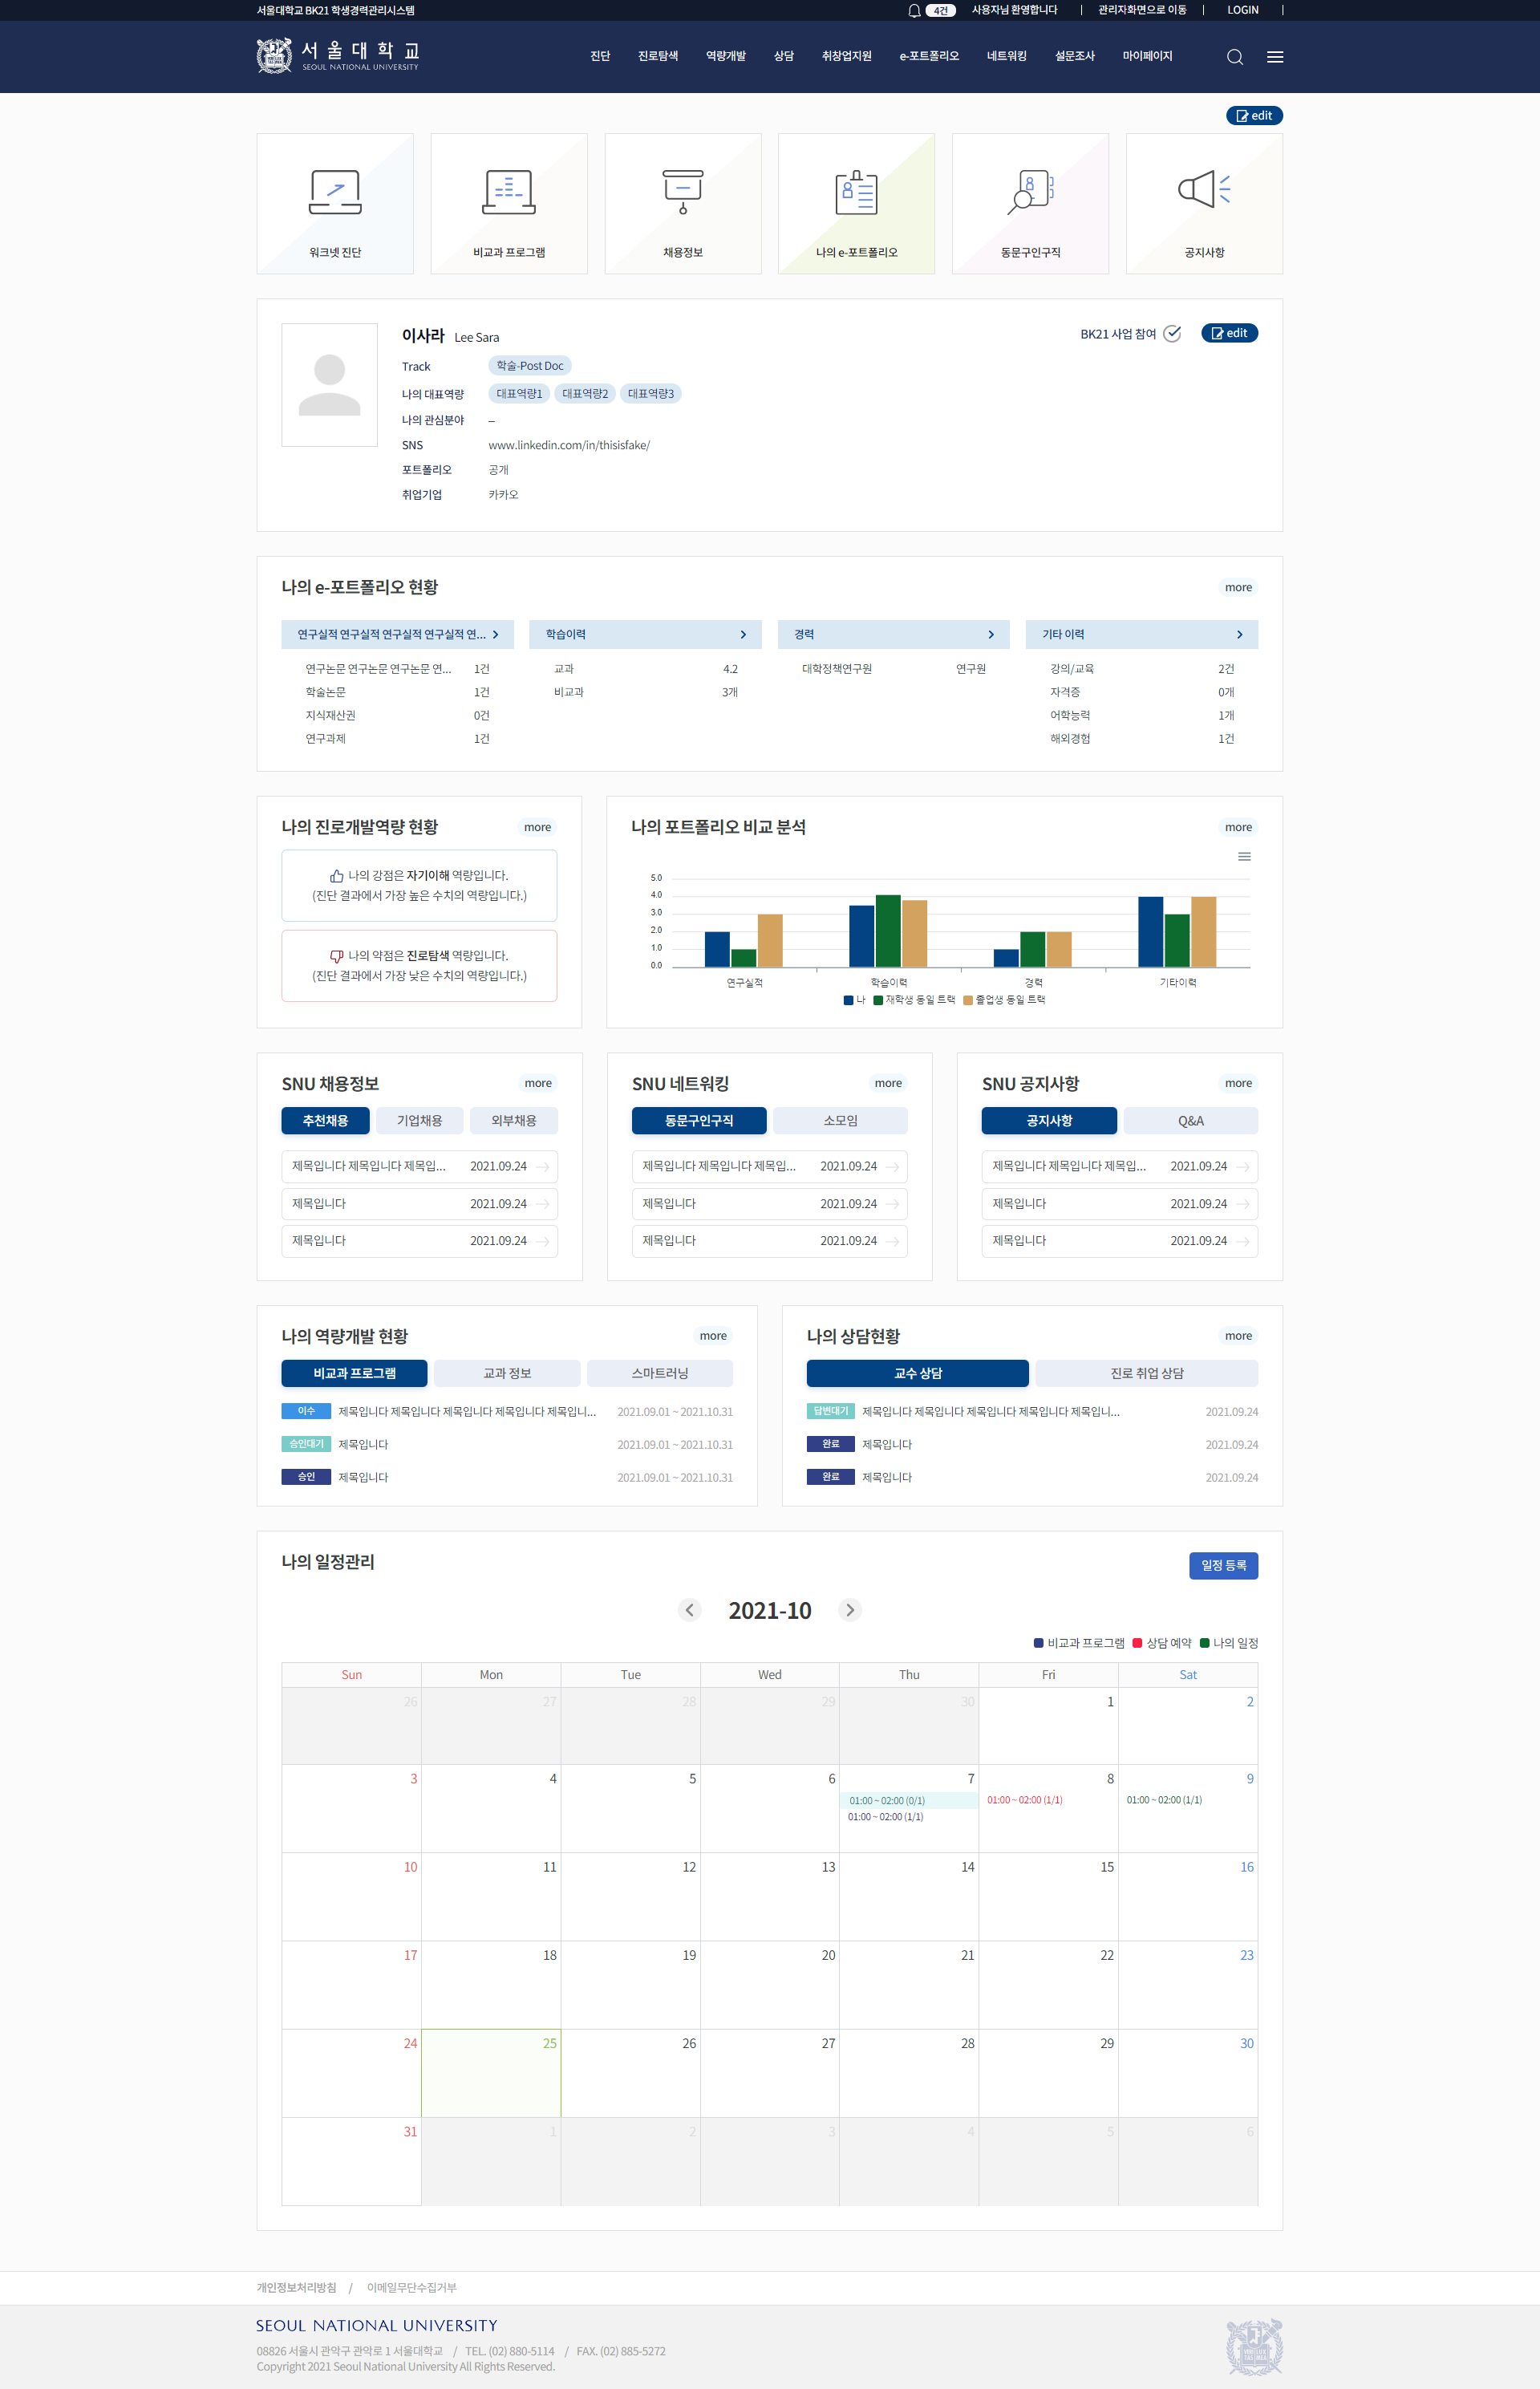 서울대학교 BK21 학생경력관리시스템
4건 사용자님 환영합니다 | 관리자화면으로 이동 | LOGIN |
서울대학교
SEOUL NATIONAL UNIVERSITY
진단 진로탐색 역량개발 상담 취창업지원 e-포트폴리오 네트워킹 설문조사 마이페이지
edit
워크넷 진단 비교과 프로그램 채용정보 나의 e-포트폴리오 동문구인구직 공지사항
이사라 Lee Sara
BK21 사업 참여 edit
Track 학술-Post Doc
나의 대표역량 대표역량1 대표역량2 대표역량3
나의 관심분야 –
SNS www.linkedin.com/in/thisisfake/
포트폴리오 공개
취업기업 카카오
나의 e-포트폴리오 현황 more
연구실적 연구실적 연구실적 연구실적 연...
연구논문 연구논문 연구논문 연... 1건
학술논문 1건
지식재산권 0건
연구과제 1건
학습이력
교과 4.2
비교과 3개
경력
대학정책연구원 연구원
기타 이력
강의/교육 2건
자격증 0개
어학능력 1개
해외경험 1건
나의 진로개발역량 현황 more
나의 강점은 자기이해 역량입니다.
(진단 결과에서 가장 높은 수치의 역량입니다.)
나의 약점은 진로탐색 역량입니다.
(진단 결과에서 가장 낮은 수치의 역량입니다.)
나의 포트폴리오 비교 분석 more
5.0
4.0
3.0
2.0
1.0
0.0
연구실적 학습이력 경력 기타이력
나 재학생 동일 트랙 졸업생 동일 트랙
SNU 채용정보 more
추천채용 기업채용 외부채용
제목입니다 제목입니다 제목입... 2021.09.24
제목입니다 2021.09.24
제목입니다 2021.09.24
SNU 네트워킹 more
동문구인구직 소모임
제목입니다 제목입니다 제목입... 2021.09.24
제목입니다 2021.09.24
제목입니다 2021.09.24
SNU 공지사항 more
공지사항 Q&A
제목입니다 제목입니다 제목입... 2021.09.24
제목입니다 2021.09.24
제목입니다 2021.09.24
나의 역량개발 현황 more
비교과 프로그램 교과 정보 스마트러닝
이수 제목입니다 제목입니다 제목입니다 제목입니다 제목입니... 2021.09.01 ~ 2021.10.31
승인대기 제목입니다 2021.09.01 ~ 2021.10.31
승인 제목입니다 2021.09.01 ~ 2021.10.31
나의 상담현황 more
교수 상담 진로 취업 상담
답변대기 제목입니다 제목입니다 제목입니다 제목입니다 제목입니... 2021.09.24
완료 제목입니다 2021.09.24
완료 제목입니다 2021.09.24
나의 일정관리 일정 등록
2021-10
비교과 프로그램 상담 예약 나의 일정
Sun Mon Tue Wed Thu Fri Sat
26 27 28 29 30 1 2
3 4 5 6 7 8 9
01:00 ~ 02:00 (0/1) 01:00 ~ 02:00 (1/1) 01:00 ~ 02:00 (1/1)
01:00 ~ 02:00 (1/1)
10 11 12 13 14 15 16
17 18 19 20 21 22 23
24 25 26 27 28 29 30
31 1 2 3 4 5 6
개인정보처리방침 / 이메일무단수집거부
SEOUL NATIONAL UNIVERSITY
08826 서울시 관악구 관악로 1 서울대학교 / TEL. (02) 880-5114 / FAX. (02) 885-5272
Copyright 2021 Seoul National University All Rights Reserved.